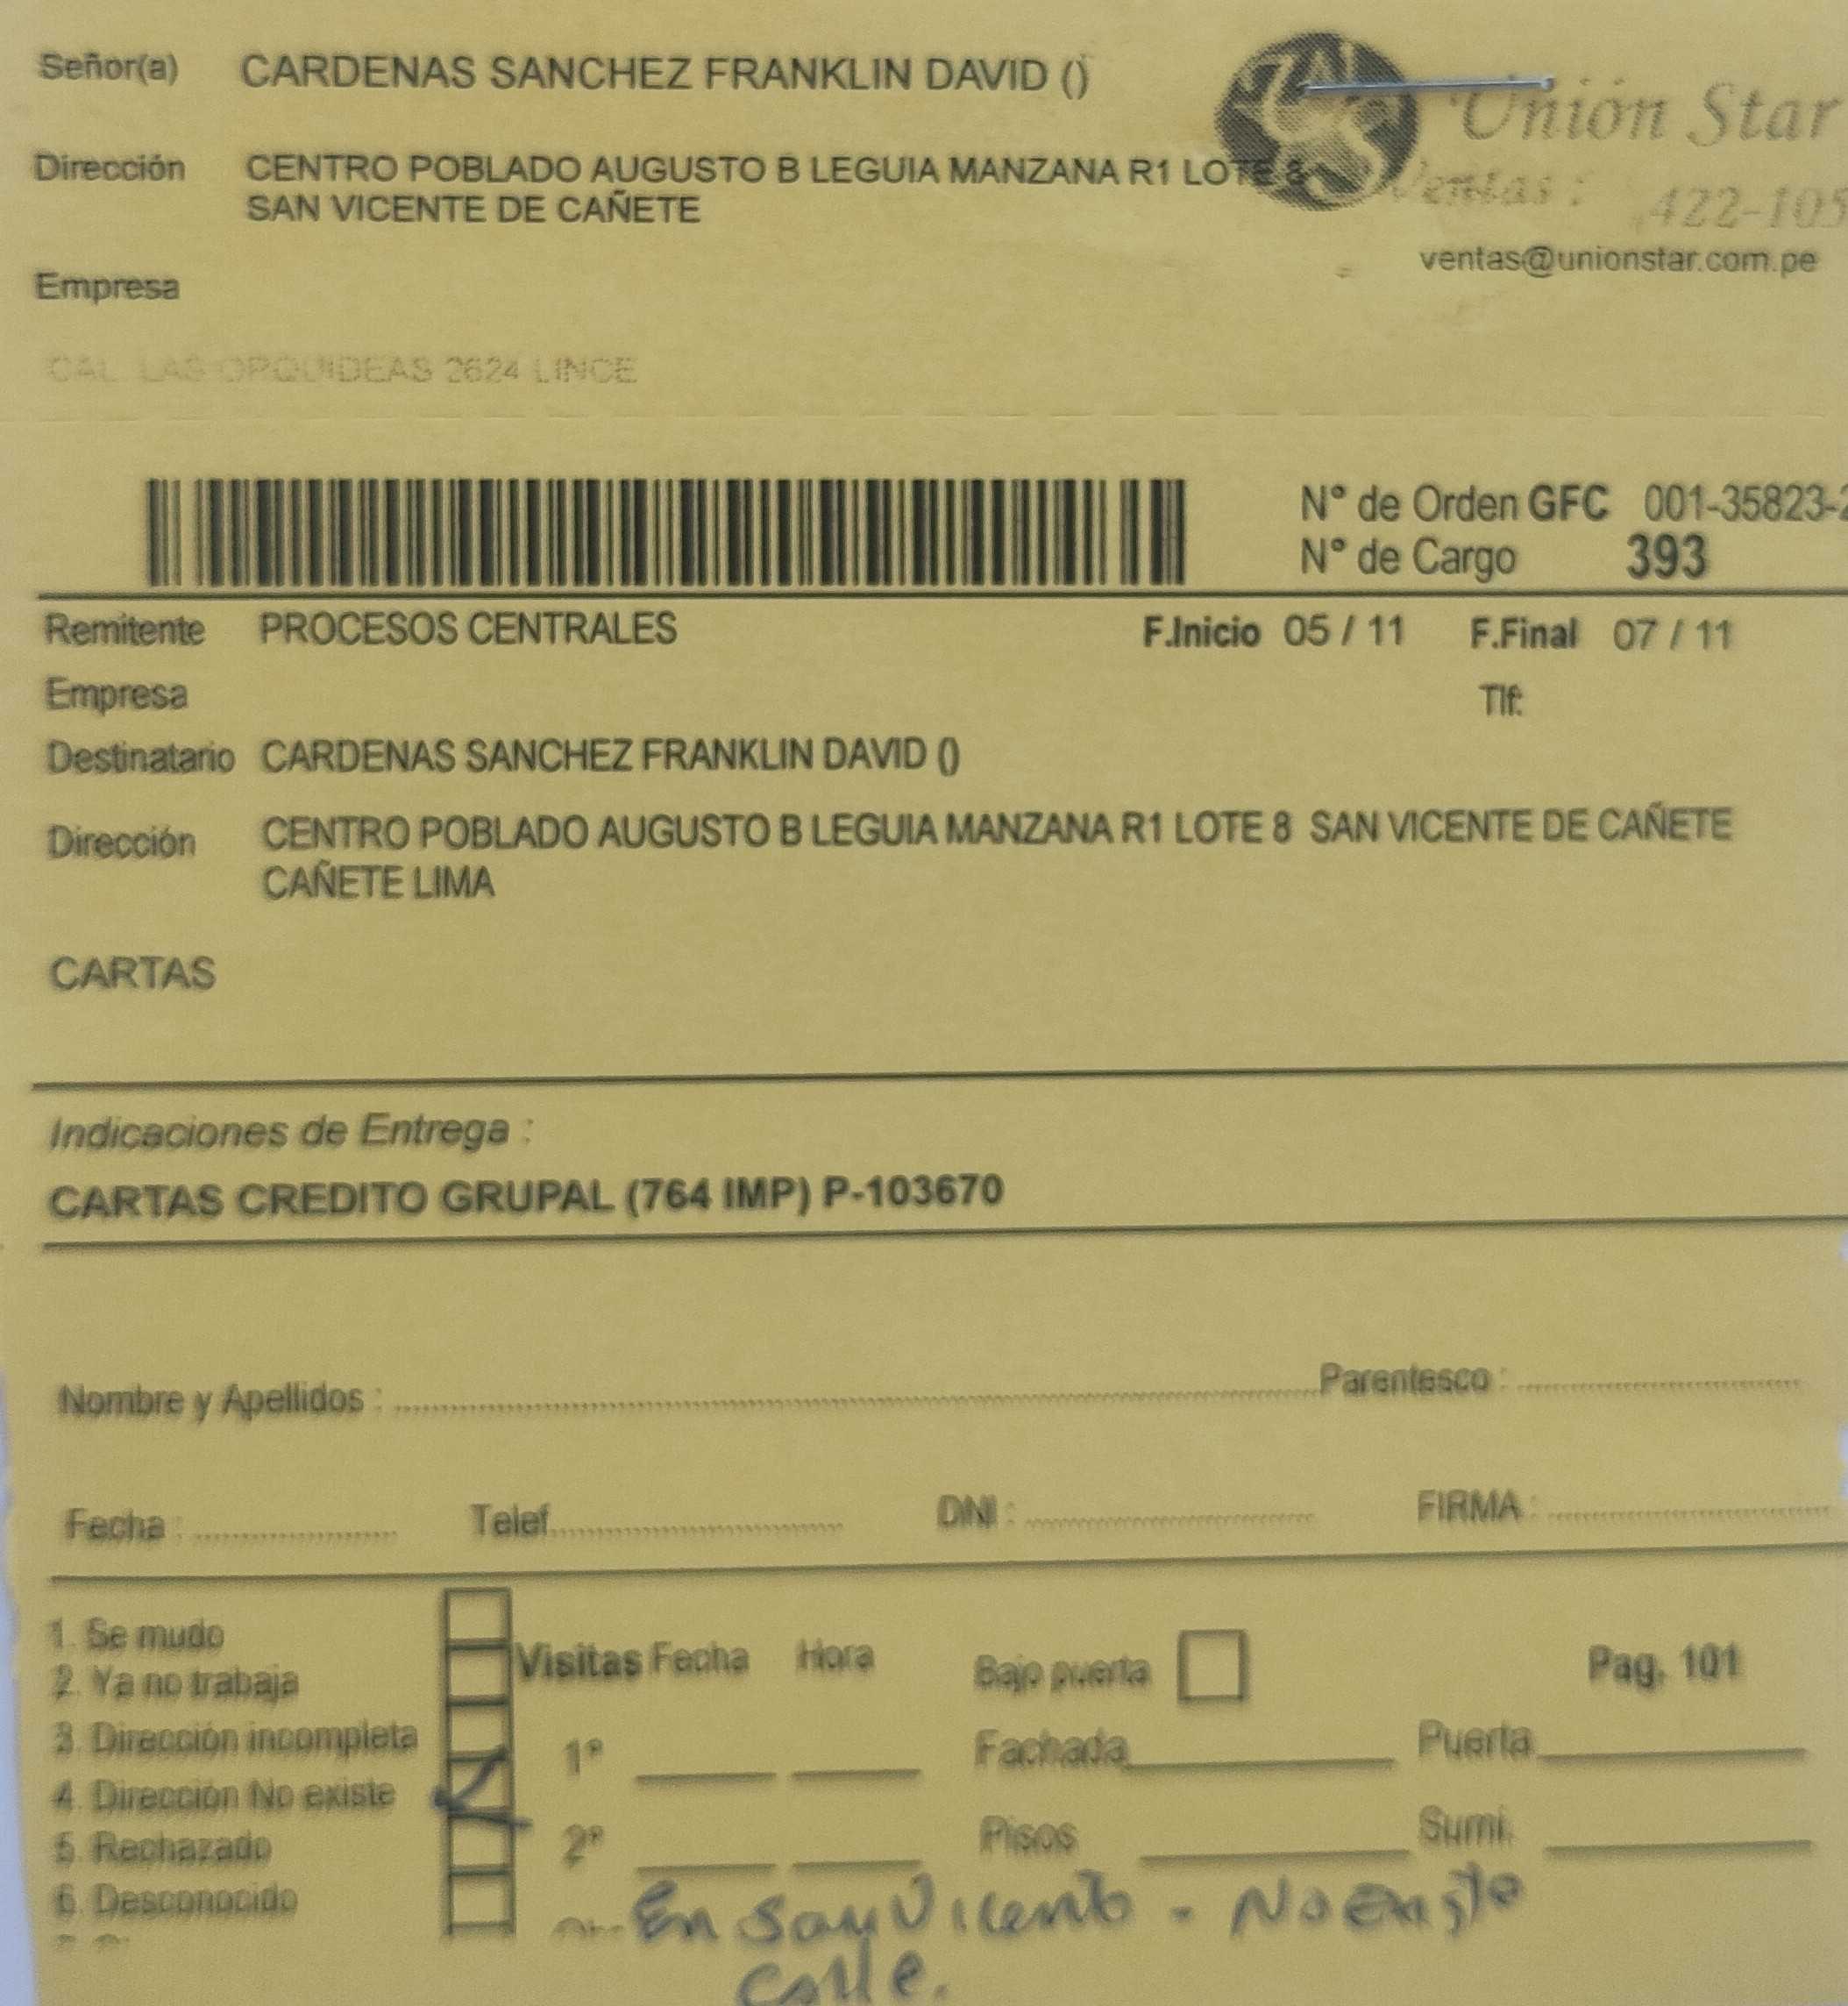 Señor(a) CARDENAS SANCHEZ FRANKLIN DAVID ()
Unión Star
Dirección CENTRO POBLADO AUGUSTO B LEGUIA MANZANA R1 LOTE 8
SAN VICENTE DE CAÑETE
Ventas : 422-105
ventas@unionstar.com.pe
Empresa
CAL LAS ORQUIDEAS 2624 LINCE
N° de Orden GFC 001-35823-2
N° de Cargo 393
Remitente PROCESOS CENTRALES F.Inicio 05 / 11 F.Final 07 / 11
Empresa Tlf:
Destinatario CARDENAS SANCHEZ FRANKLIN DAVID ()
Dirección CENTRO POBLADO AUGUSTO B LEGUIA MANZANA R1 LOTE 8 SAN VICENTE DE CAÑETE
CAÑETE LIMA
CARTAS
Indicaciones de Entrega :
CARTAS CREDITO GRUPAL (764 IMP) P-103670
Nombre y Apellidos : Parentesco :
Fecha : Telef. DNI : FIRMA :
1. Se mudo
2. Ya no trabaja
3. Dirección incompleta
4. Dirección No existe
5. Rechazado
6. Desconocido
Visitas Fecha Hora
1ª
2ª
Bajo puerta Pag. 101
Fachada Puerta
Pisos Sumi.
En San Vicente - No Existe
Calle.